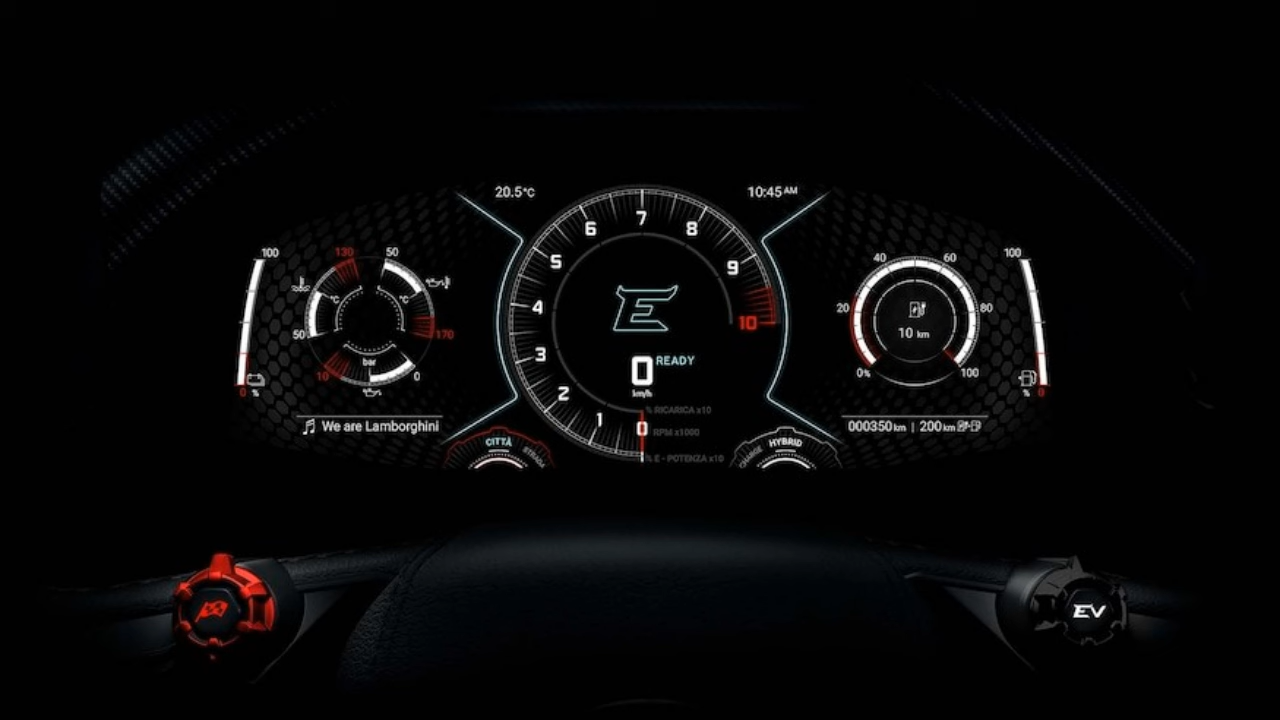 20.5°C
10:45 AM
7
6
8
5
9
4
10
3
2
1
0
E
READY
0
km/h
% RICARICA x10
RPM x1000
% E - POTENZA x10
100
130
50
°C
°C
50
170
bar
10
0
0 %
We are Lamborghini
CITTÀ
STRADA
40
60
20
80
10 km
0%
100
100
% 0
000350 km | 200 km
HYBRID
CHARGE
EV